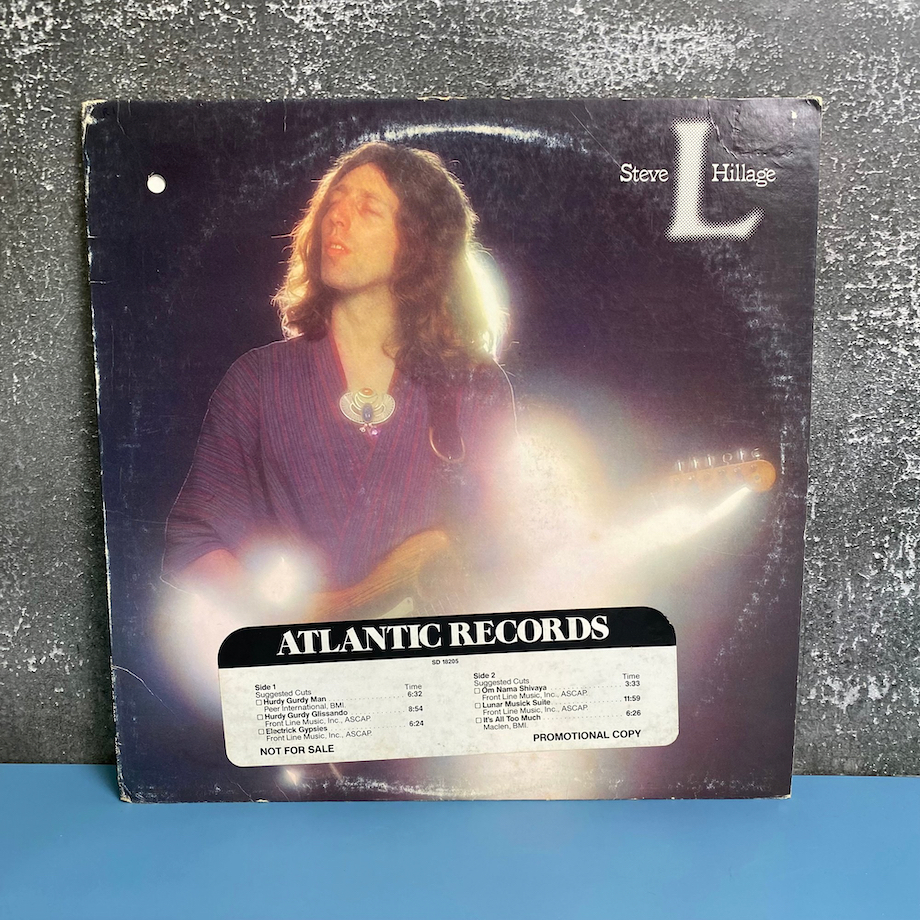 Steve L Hillage
ATLANTIC RECORDS
SD 18205
Side 1
Suggested Cuts Time
Hurdy Gurdy Man 6:32
Peer International, BMI.
Hurdy Gurdy Glissando 8:54
Front Line Music, Inc., ASCAP.
Electrick Gypsies 6:24
Front Line Music, Inc., ASCAP.
NOT FOR SALE
Side 2
Suggested Cuts Time
Om Nama Shivaya 3:33
Front Line Music, Inc., ASCAP.
Lunar Musick Suite 11:59
Front Line Music, Inc., ASCAP.
It's All Too Much 6:26
Maclen, BMI.
PROMOTIONAL COPY